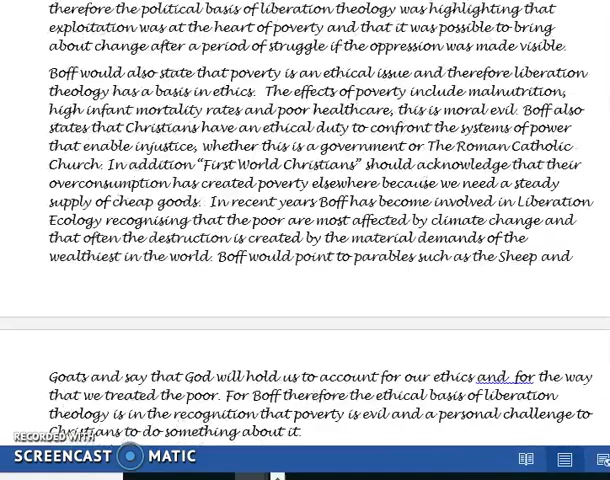 therefore the political basis of liberation theology was highlighting that
exploitation was at the heart of poverty and that it was possible to bring
about change after a period of struggle if the oppression was made visible.
Boff would also state that poverty is an ethical issue and therefore liberation
theology has a basis in ethics.  The effects of poverty include malnutrition,
high infant mortality rates and poor healthcare, this is moral evil. Boff also
states that Christians have an ethical duty to confront the systems of power
that enable injustice, whether this is a government or The Roman Catholic
Church. In addition "First World Christians" should acknowledge that their
overconsumption has created poverty elsewhere because we need a steady
supply of cheap goods.  In recent years Boff has become involved in Liberation
Ecology recognising that the poor are most affected by climate change and
that often the destruction is created by the material demands of the
wealthiest in the world. Boff would point to parables such as the Sheep and
Goats and say that God will hold us to account for our ethics and  for the way
that we treated the poor. For Boff therefore the ethical basis of liberation
theology is in the recognition that poverty is evil and a personal challenge to
Christians to do something about it.
RECORDED WITH
SCREENCAST MATIC